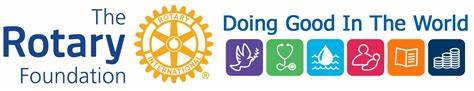 The
Rotary
Foundation
ROTARY
INTERNATIONAL
®
Doing Good In The World